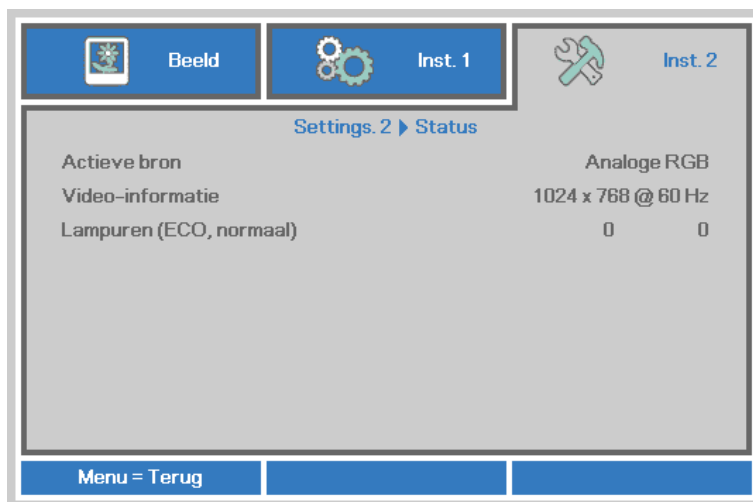 Beeld Inst. 1 Inst. 2
Settings. 2 Status
Actieve bron Analoge RGB
Video-informatie 1024 x 768 @ 60 Hz
Lampuren (ECO, normaal) 0 0
Menu = Terug